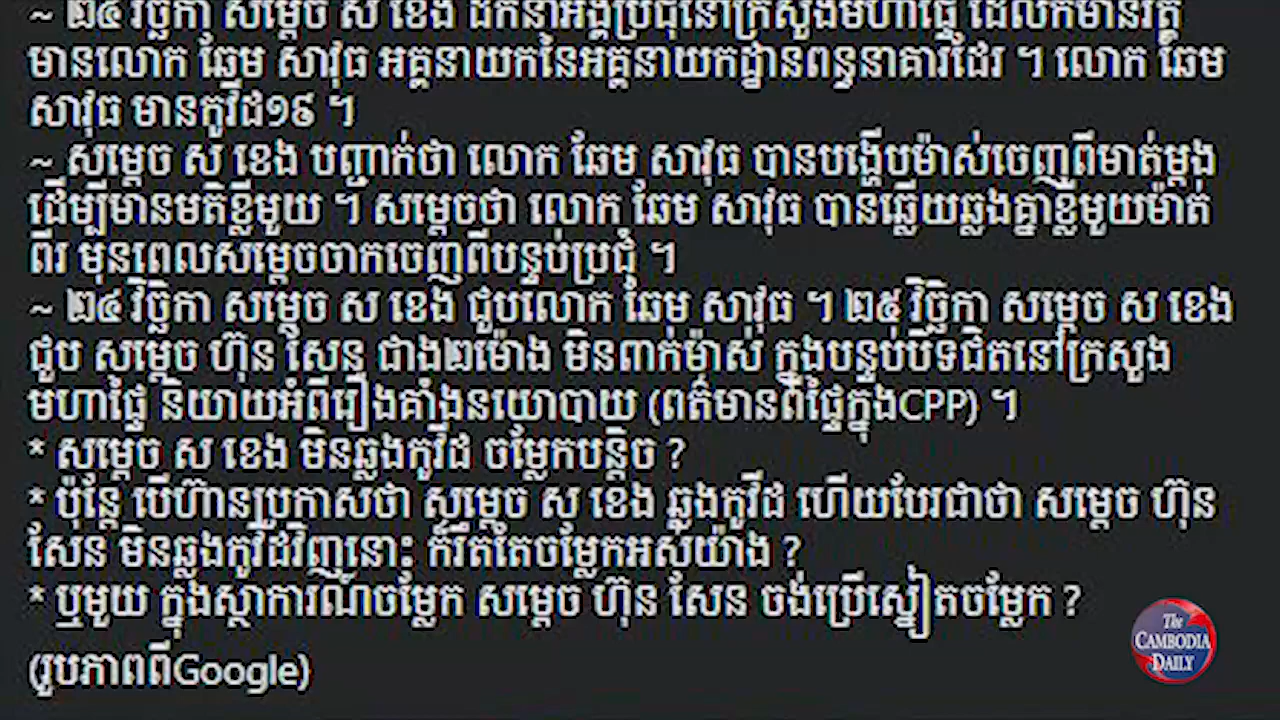 ~ ២៤ វិច្ឆិកា សម្ដេច ស ខេង ដឹកនាំអង្គប្រជុំនៅក្រសួងមហាផ្ទៃ ដែលក៏មានវត្ត
មានលោក ឆែម សាវុធ អគ្គនាយកនៃអគ្គនាយកដ្ឋានពន្ធនាគារដែរ ។ លោក ឆែម
សាវុធ មានកូវីដ១៩ ។
~ សម្ដេច ស ខេង បញ្ជាក់ថា លោក ឆែម សាវុធ បានបង្ហើបម៉ាស់ចេញពីមាត់ម្ដង
ដើម្បីមានមតិខ្លីមួយ ។ សម្ដេចថា លោក ឆែម សាវុធ បានឆ្លើយឆ្លងគ្នាខ្លីមួយម៉ាត់
ពីរ មុនពេលសម្ដេចចាកចេញពីបន្ទប់ប្រជុំ ។
~ ២៤ វិច្ឆិកា សម្ដេច ស ខេង ជួបលោក ឆែម សាវុធ ។ ២៥ វិច្ឆិកា សម្ដេច ស ខេង
ជួប សម្ដេច ហ៊ុន សែន ជាង២ម៉ោង មិនពាក់ម៉ាស់ ក្នុងបន្ទប់បិទជិតនៅក្រសួង
មហាផ្ទៃ និយាយអំពីរឿងគាំងនយោបាយ (ពត៌មានពីផ្ទៃក្នុងCPP) ។
* សម្ដេច ស ខេង មិនឆ្លងកូវីដ ចម្លែកបន្តិច ?
* ប៉ុន្តែ បើហ៊ានប្រកាសថា សម្ដេច ស ខេង ឆ្លងកូវីដ ហើយបែរជាថា សម្ដេច ហ៊ុន
សែន មិនឆ្លងកូវីដវិញនោះ ក៏រឹតតែចម្លែកអស់យ៉ាង ?
* ឬមួយ ក្នុងស្ថាការណ៍ចម្លែក សម្ដេច ហ៊ុន សែន ចង់ប្រើស្នៀតចម្លែក ?
(រូបភាពពីGoogle)
The
CAMBODIA
DAILY